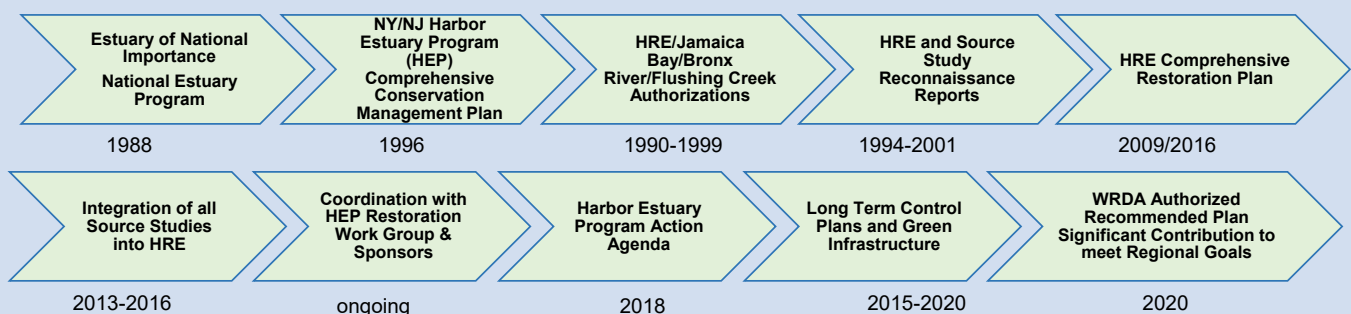 Estuary of National
Importance
National Estuary
Program
NY/NJ Harbor
Estuary Program
(HEP)
Comprehensive
Conservation
Management Plan
HRE/Jamaica
Bay/Bronx
River/Flushing Creek
Authorizations
HRE and Source
Study
Reconnaissance
Reports
HRE Comprehensive
Restoration Plan
1988
1996
1990-1999
1994-2001
2009/2016
Integration of all
Source Studies
into HRE
Coordination with
HEP Restoration
Work Group &
Sponsors
Harbor Estuary
Program Action
Agenda
Long Term Control
Plans and Green
Infrastructure
WRDA Authorized
Recommended Plan
Significant Contribution to
meet Regional Goals
2013-2016
ongoing
2018
2015-2020
2020